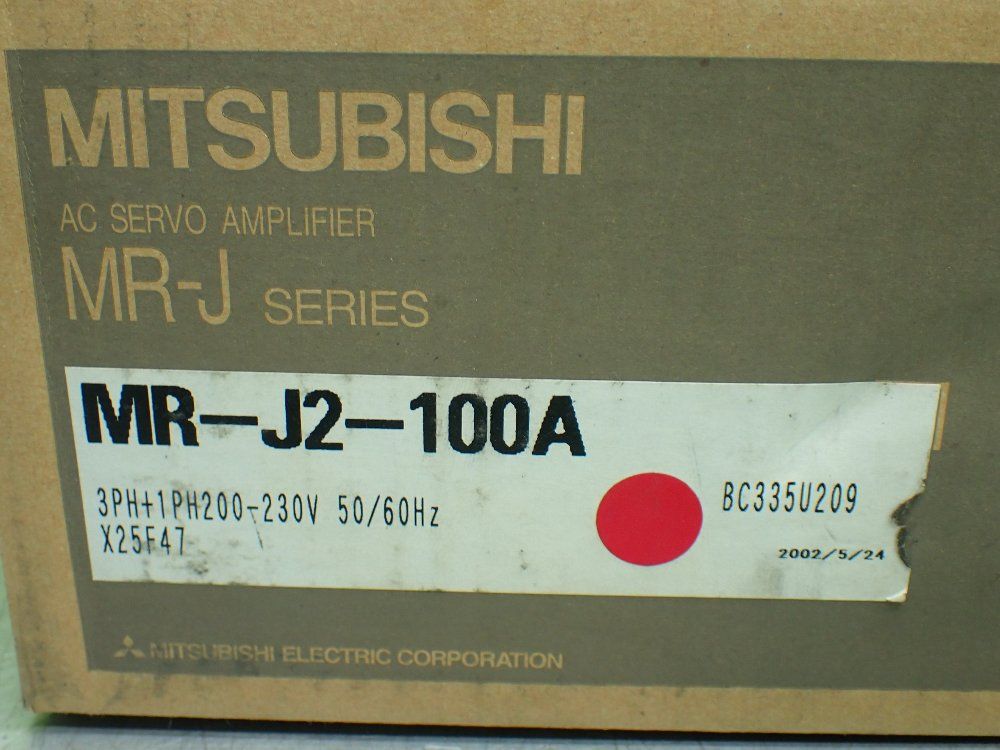 MITSUBISHI
AC SERVO AMPLIFIER
MR-J SERIES
MR-J2-100A
3PH+1PH200-230V 50/60Hz
X25F47
BC335U209
2002/5/24
MITSUBISHI ELECTRIC CORPORATION